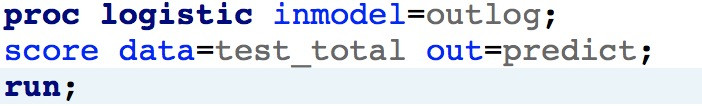 proc logistic inmodel=outlog;
score data=test_total out=predict;
run;